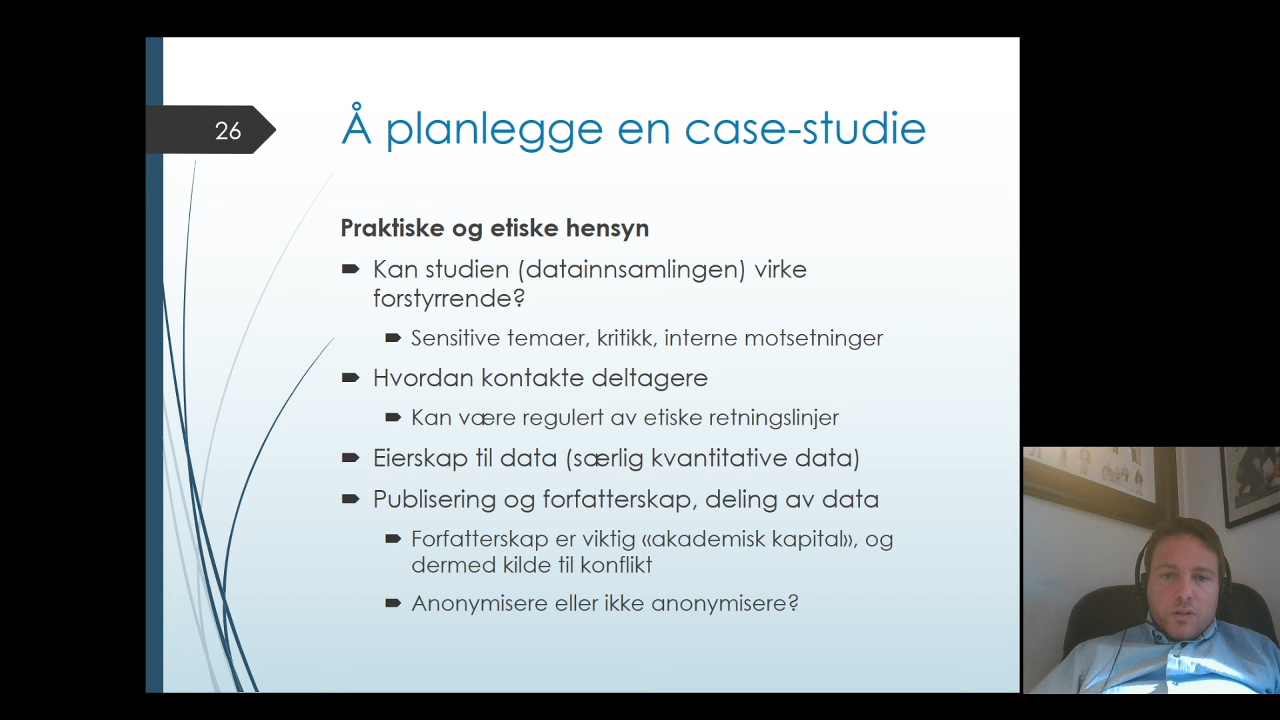 26
Å planlegge en case-studie
Praktiske og etiske hensyn
Kan studien (datainnsamlingen) virke
forstyrrende?
Sensitive temaer, kritikk, interne motsetninger
Hvordan kontakte deltagere
Kan være regulert av etiske retningslinjer
Eierskap til data (særlig kvantitative data)
Publisering og forfatterskap, deling av data
Forfatterskap er viktig «akademisk kapital», og
dermed kilde til konflikt
Anonymisere eller ikke anonymisere?